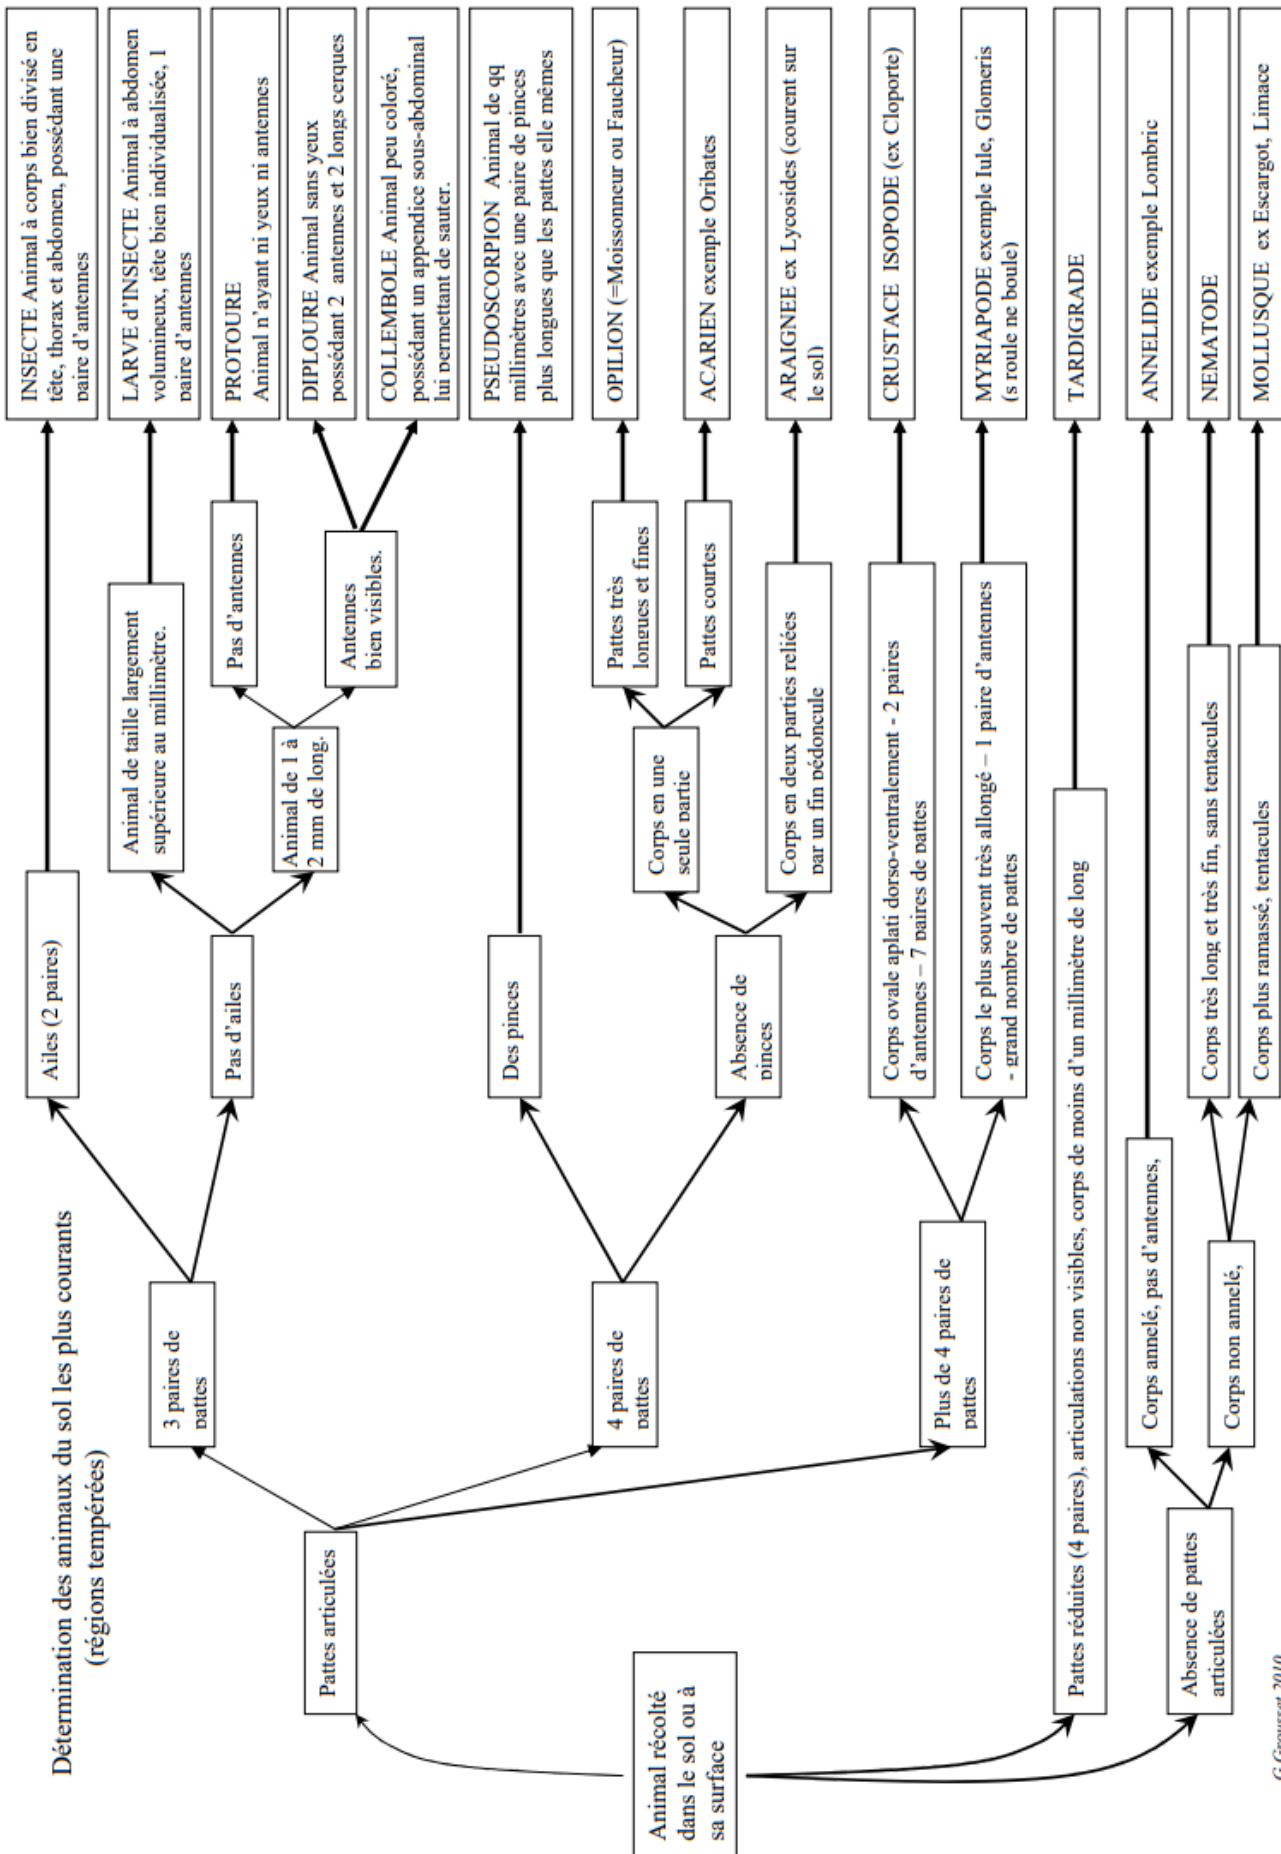 Détermination des animaux du sol les plus courants
(régions tempérées)
Animal récolté
dans le sol ou à
sa surface
Pattes articulées
3 paires de
pattes
Ailes (2 paires)
INSECTE Animal à corps bien divisé en
tête, thorax et abdomen, possédant une
paire d'antennes
Pas d'ailes
Animal de taille largement
supérieure au millimètre.
LARVE d'INSECTE Animal à abdomen
volumineux, tête bien individualisée, 1
paire d'antennes
Animal de 1 à
2 mm de long.
Pas d'antennes
PROTOURE
Animal n'ayant ni yeux ni antennes
Antennes
bien visibles.
DIPLOURE Animal sans yeux
possédant 2 antennes et 2 longs cerques
COLLEMBOLE Animal peu coloré,
possédant un appendice sous-abdominal
lui permettant de sauter.
4 paires de
pattes
Des pinces
PSEUDOSCORPION Animal de qq
millimètres avec une paire de pinces
plus longues que les pattes elle mêmes
Absence de
pinces
Corps en une
seule partie
Pattes très
longues et fines
OPILION (=Moissonneur ou Faucheur)
Pattes courtes
ACARIEN exemple Oribates
Corps en deux parties reliées
par un fin pédoncule
ARAIGNEE ex Lycosides (courent sur
le sol)
Plus de 4 paires de
pattes
Corps ovale aplati dorso-ventralement - 2 paires
d'antennes – 7 paires de pattes
CRUSTACE ISOPODE (ex Cloporte)
Corps le plus souvent très allongé – 1 paire d'antennes
- grand nombre de pattes
MYRIAPODE exemple Iule, Glomeris
(s roule ne boule)
Pattes réduites (4 paires), articulations non visibles, corps de moins d'un millimètre de long
TARDIGRADE
Absence de pattes
articulées
Corps annelé, pas d'antennes,
ANNELIDE exemple Lombric
Corps non annelé,
Corps très long et très fin, sans tentacules
NEMATODE
Corps plus ramassé, tentacules
MOLLUSQUE ex Escargot, Limace
G Grousset 2010